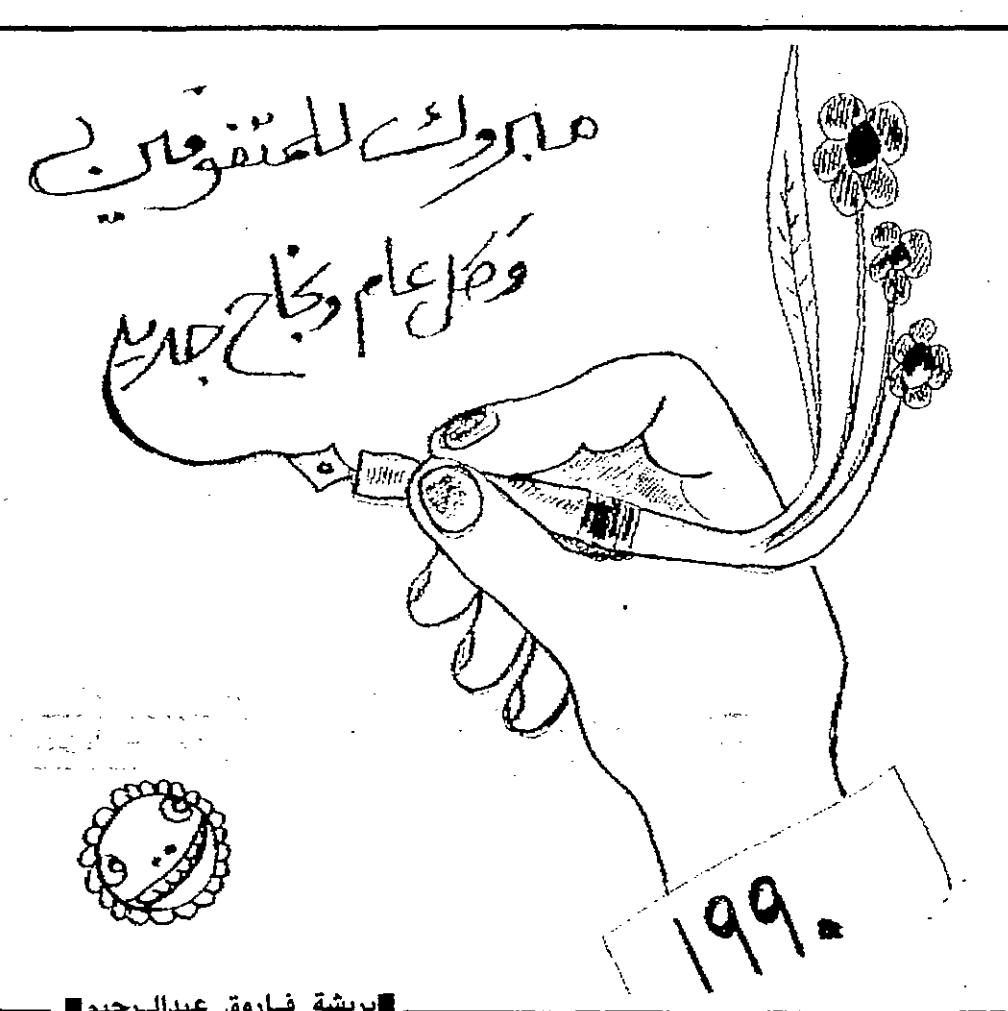 مبروك للمتفوقين
وكل عام ونجاح جديد
١٩٩٠
■بريشة فاروق عبدالرحيم■